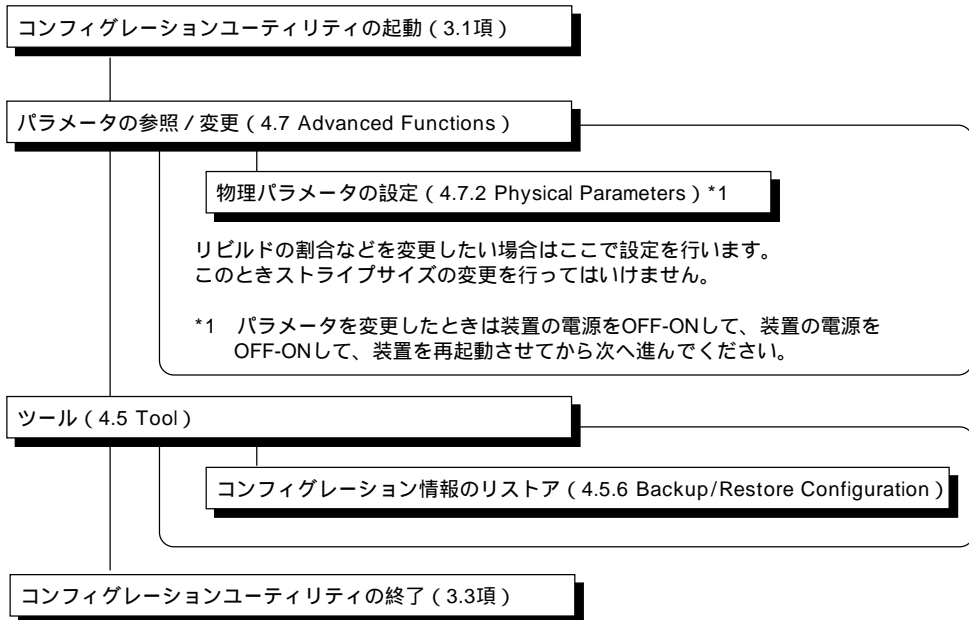 コンフィグレーションユーティリティの起動（3.1項）
パラメータの参照 / 変更（4.7 Advanced Functions）
物理パラメータの設定（4.7.2 Physical Parameters）*1
リビルドの割合などを変更したい場合はここで設定を行います。
このときストライプサイズの変更を行ってはいけません。
*1　パラメータを変更したときは装置の電源をOFF-ONして、装置の電源を
OFF-ONして、装置を再起動させてから次へ進んでください。
ツール（4.5 Tool）
コンフィグレーション情報のリストア（4.5.6 Backup/Restore Configuration）
コンフィグレーションユーティリティの終了（3.3項）